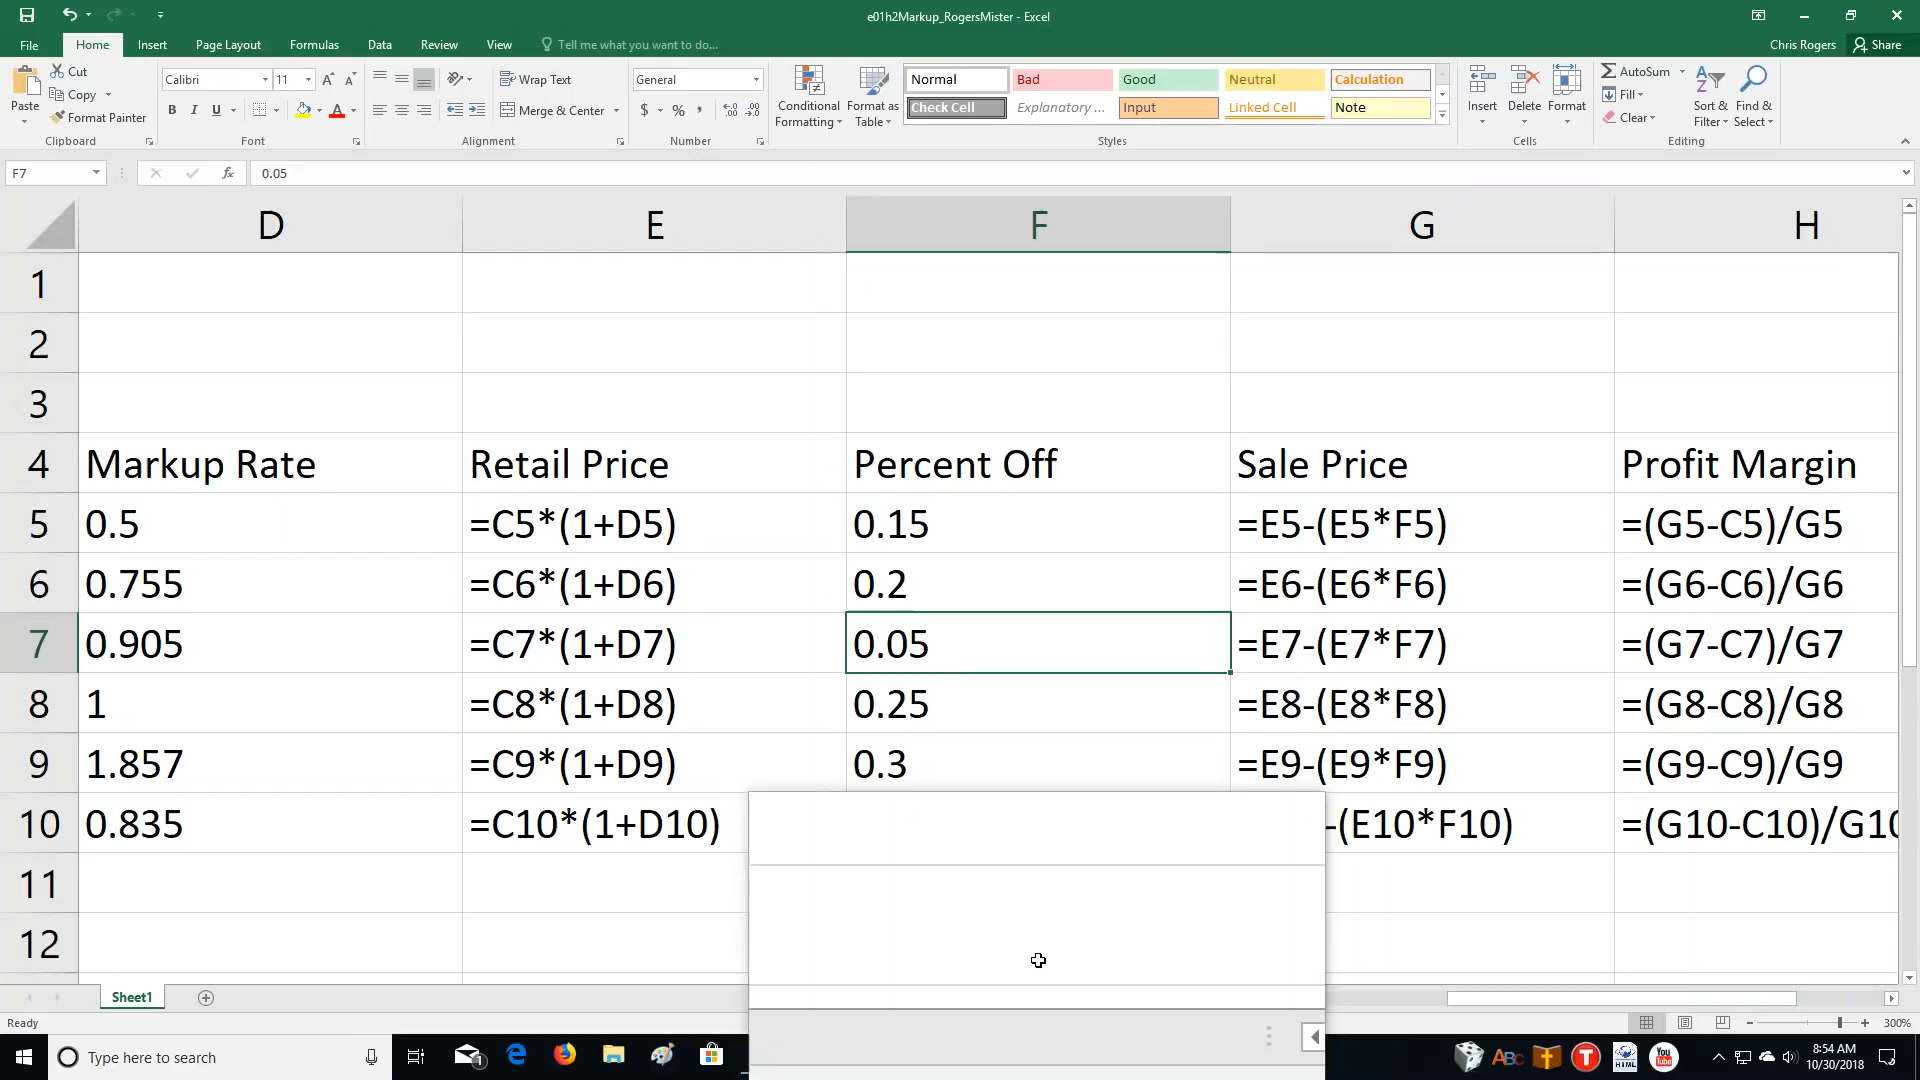 e01h2Markup_RogersMister - Excel
File Home Insert Page Layout Formulas Data Review View Tell me what you want to do... Chris Rogers Share
Paste
Cut
Copy
Format Painter
Clipboard
Calibri 11
B I U
Font
Wrap Text
Merge & Center
Alignment
General
$ % ,
Number
Conditional Formatting
Format as Table
Normal Bad Good Neutral Calculation
Check Cell Explanatory ... Input Linked Cell Note
Styles
Insert Delete Format
Cells
AutoSum
Fill
Clear
Sort & Filter
Find & Select
Editing
F7 fx 0.05
D E F G H
1
2
3
4 Markup Rate Retail Price Percent Off Sale Price Profit Margin
5 0.5 =C5*(1+D5) 0.15 =E5-(E5*F5) =(G5-C5)/G5
6 0.755 =C6*(1+D6) 0.2 =E6-(E6*F6) =(G6-C6)/G6
7 0.905 =C7*(1+D7) 0.05 =E7-(E7*F7) =(G7-C7)/G7
8 1 =C8*(1+D8) 0.25 =E8-(E8*F8) =(G8-C8)/G8
9 1.857 =C9*(1+D9) 0.3 =E9-(E9*F9) =(G9-C9)/G9
10 0.835 =C10*(1+D10) -(E10*F10) =(G10-C10)/G10
11
12
Sheet1
Ready 300%
Type here to search 1 ABC T HTML You Tube 8:54 AM
10/30/2018